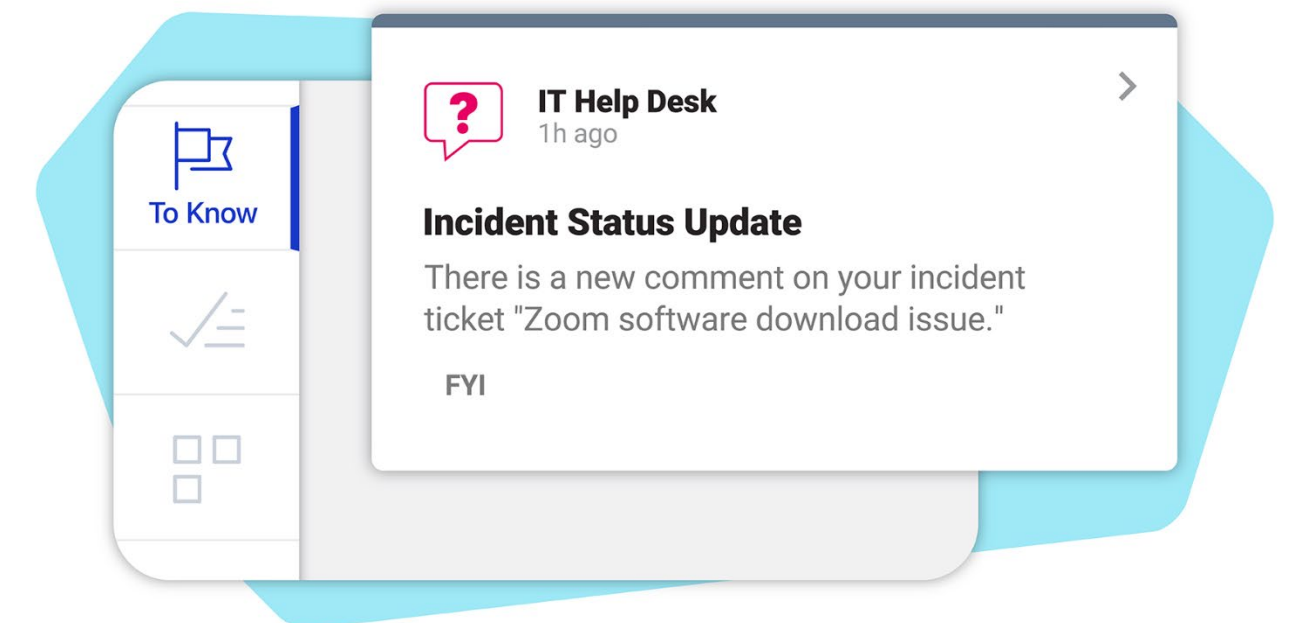 To Know
?
IT Help Desk
1h ago
Incident Status Update
There is a new comment on your incident
ticket "Zoom software download issue."
FYI